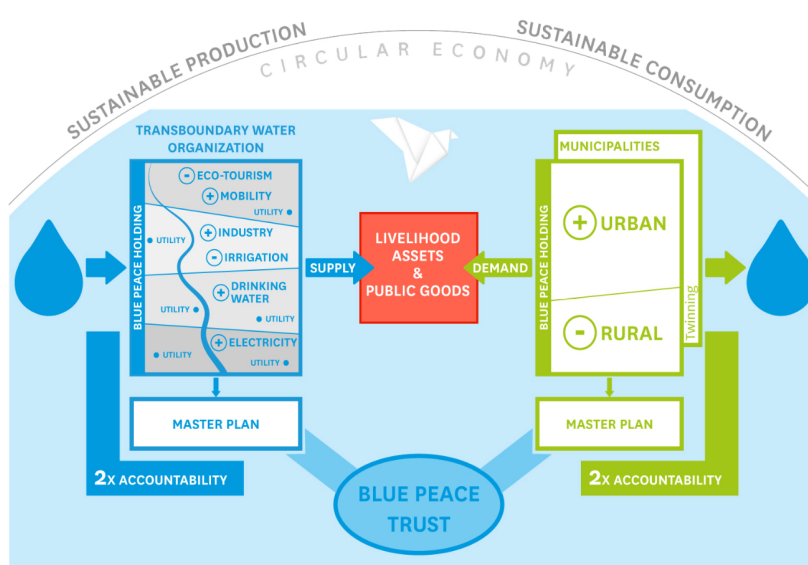 SUSTAINABLE PRODUCTION
SUSTAINABLE CONSUMPTION
CIRCULAR ECONOMY
TRANSBOUNDARY WATER
ORGANIZATION
BLUE PEACE HOLDING
- ECO-TOURISM
+ MOBILITY
UTILITY •
• UTILITY
+ INDUSTRY
- IRRIGATION
+ DRINKING
WATER
UTILITY •
• UTILITY
+ ELECTRICITY
• UTILITY
UTILITY •
SUPPLY
LIVELIHOOD
ASSETS
&
PUBLIC GOODS
DEMAND
MUNICIPALITIES
BLUE PEACE HOLDING
+ URBAN
- RURAL
Twinning
MASTER PLAN
MASTER PLAN
2X ACCOUNTABILITY
2X ACCOUNTABILITY
BLUE PEACE
TRUST